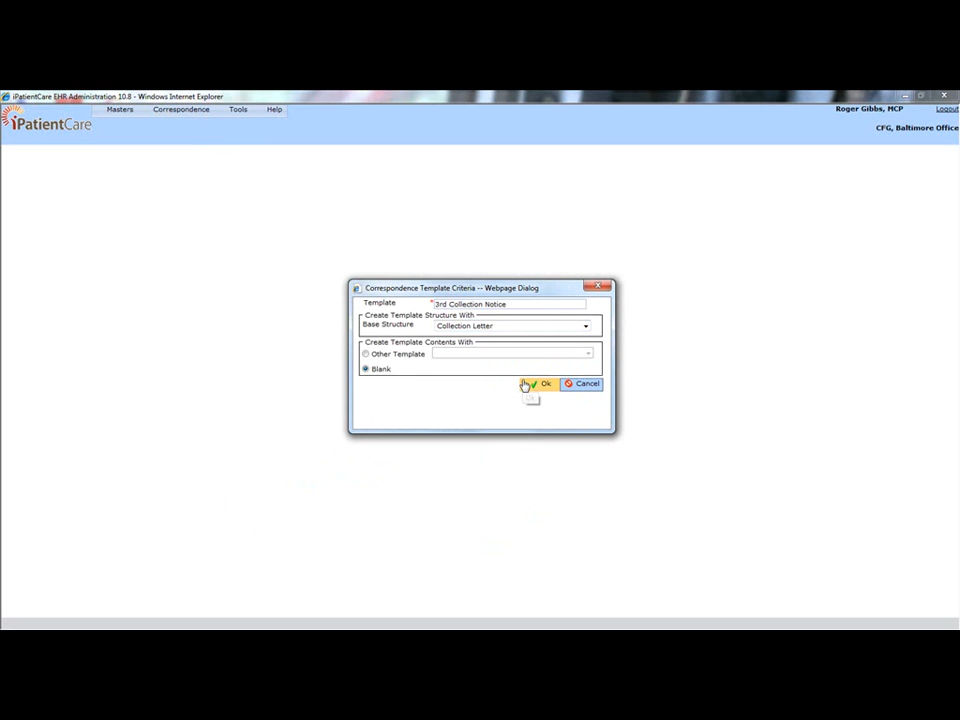 iPatientCare EHR Administration 10.8 - Windows Internet Explorer
Masters Correspondence Tools Help
Roger Gibbs, MCP Logout
iPatientCare
CFG, Baltimore Office
Correspondence Template Criteria -- Webpage Dialog
Template *3rd Collection Notice
Create Template Structure With
Base Structure Collection Letter
Create Template Contents With
Other Template
Blank
Ok Cancel